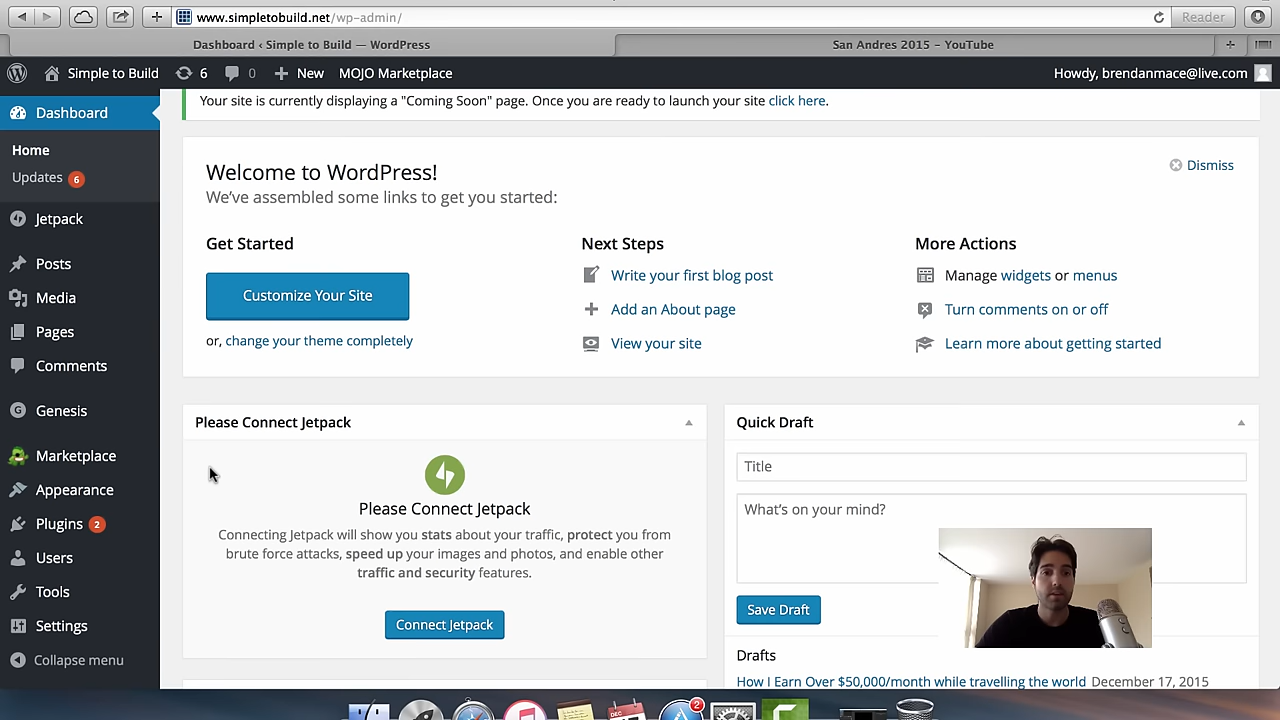 www.simpletobuild.net/wp-admin/
Reader
Dashboard ‹ Simple to Build — WordPress
San Andres 2015 – YouTube
Simple to Build
6
0
New
MOJO Marketplace
Howdy, brendanmace@live.com
Dashboard
Home
Updates 6
Jetpack
Posts
Media
Pages
Comments
Genesis
Marketplace
Appearance
Plugins 2
Users
Tools
Settings
Collapse menu
Your site is currently displaying a "Coming Soon" page. Once you are ready to launch your site click here.
Welcome to WordPress!
Dismiss
We've assembled some links to get you started:
Get Started
Customize Your Site
or, change your theme completely
Next Steps
Write your first blog post
Add an About page
View your site
More Actions
Manage widgets or menus
Turn comments on or off
Learn more about getting started
Please Connect Jetpack
Please Connect Jetpack
Connecting Jetpack will show you stats about your traffic, protect you from
brute force attacks, speed up your images and photos, and enable other
traffic and security features.
Connect Jetpack
Quick Draft
Title
What's on your mind?
Save Draft
Drafts
How I Earn Over $50,000/month while travelling the world December 17, 2015
DEC
2